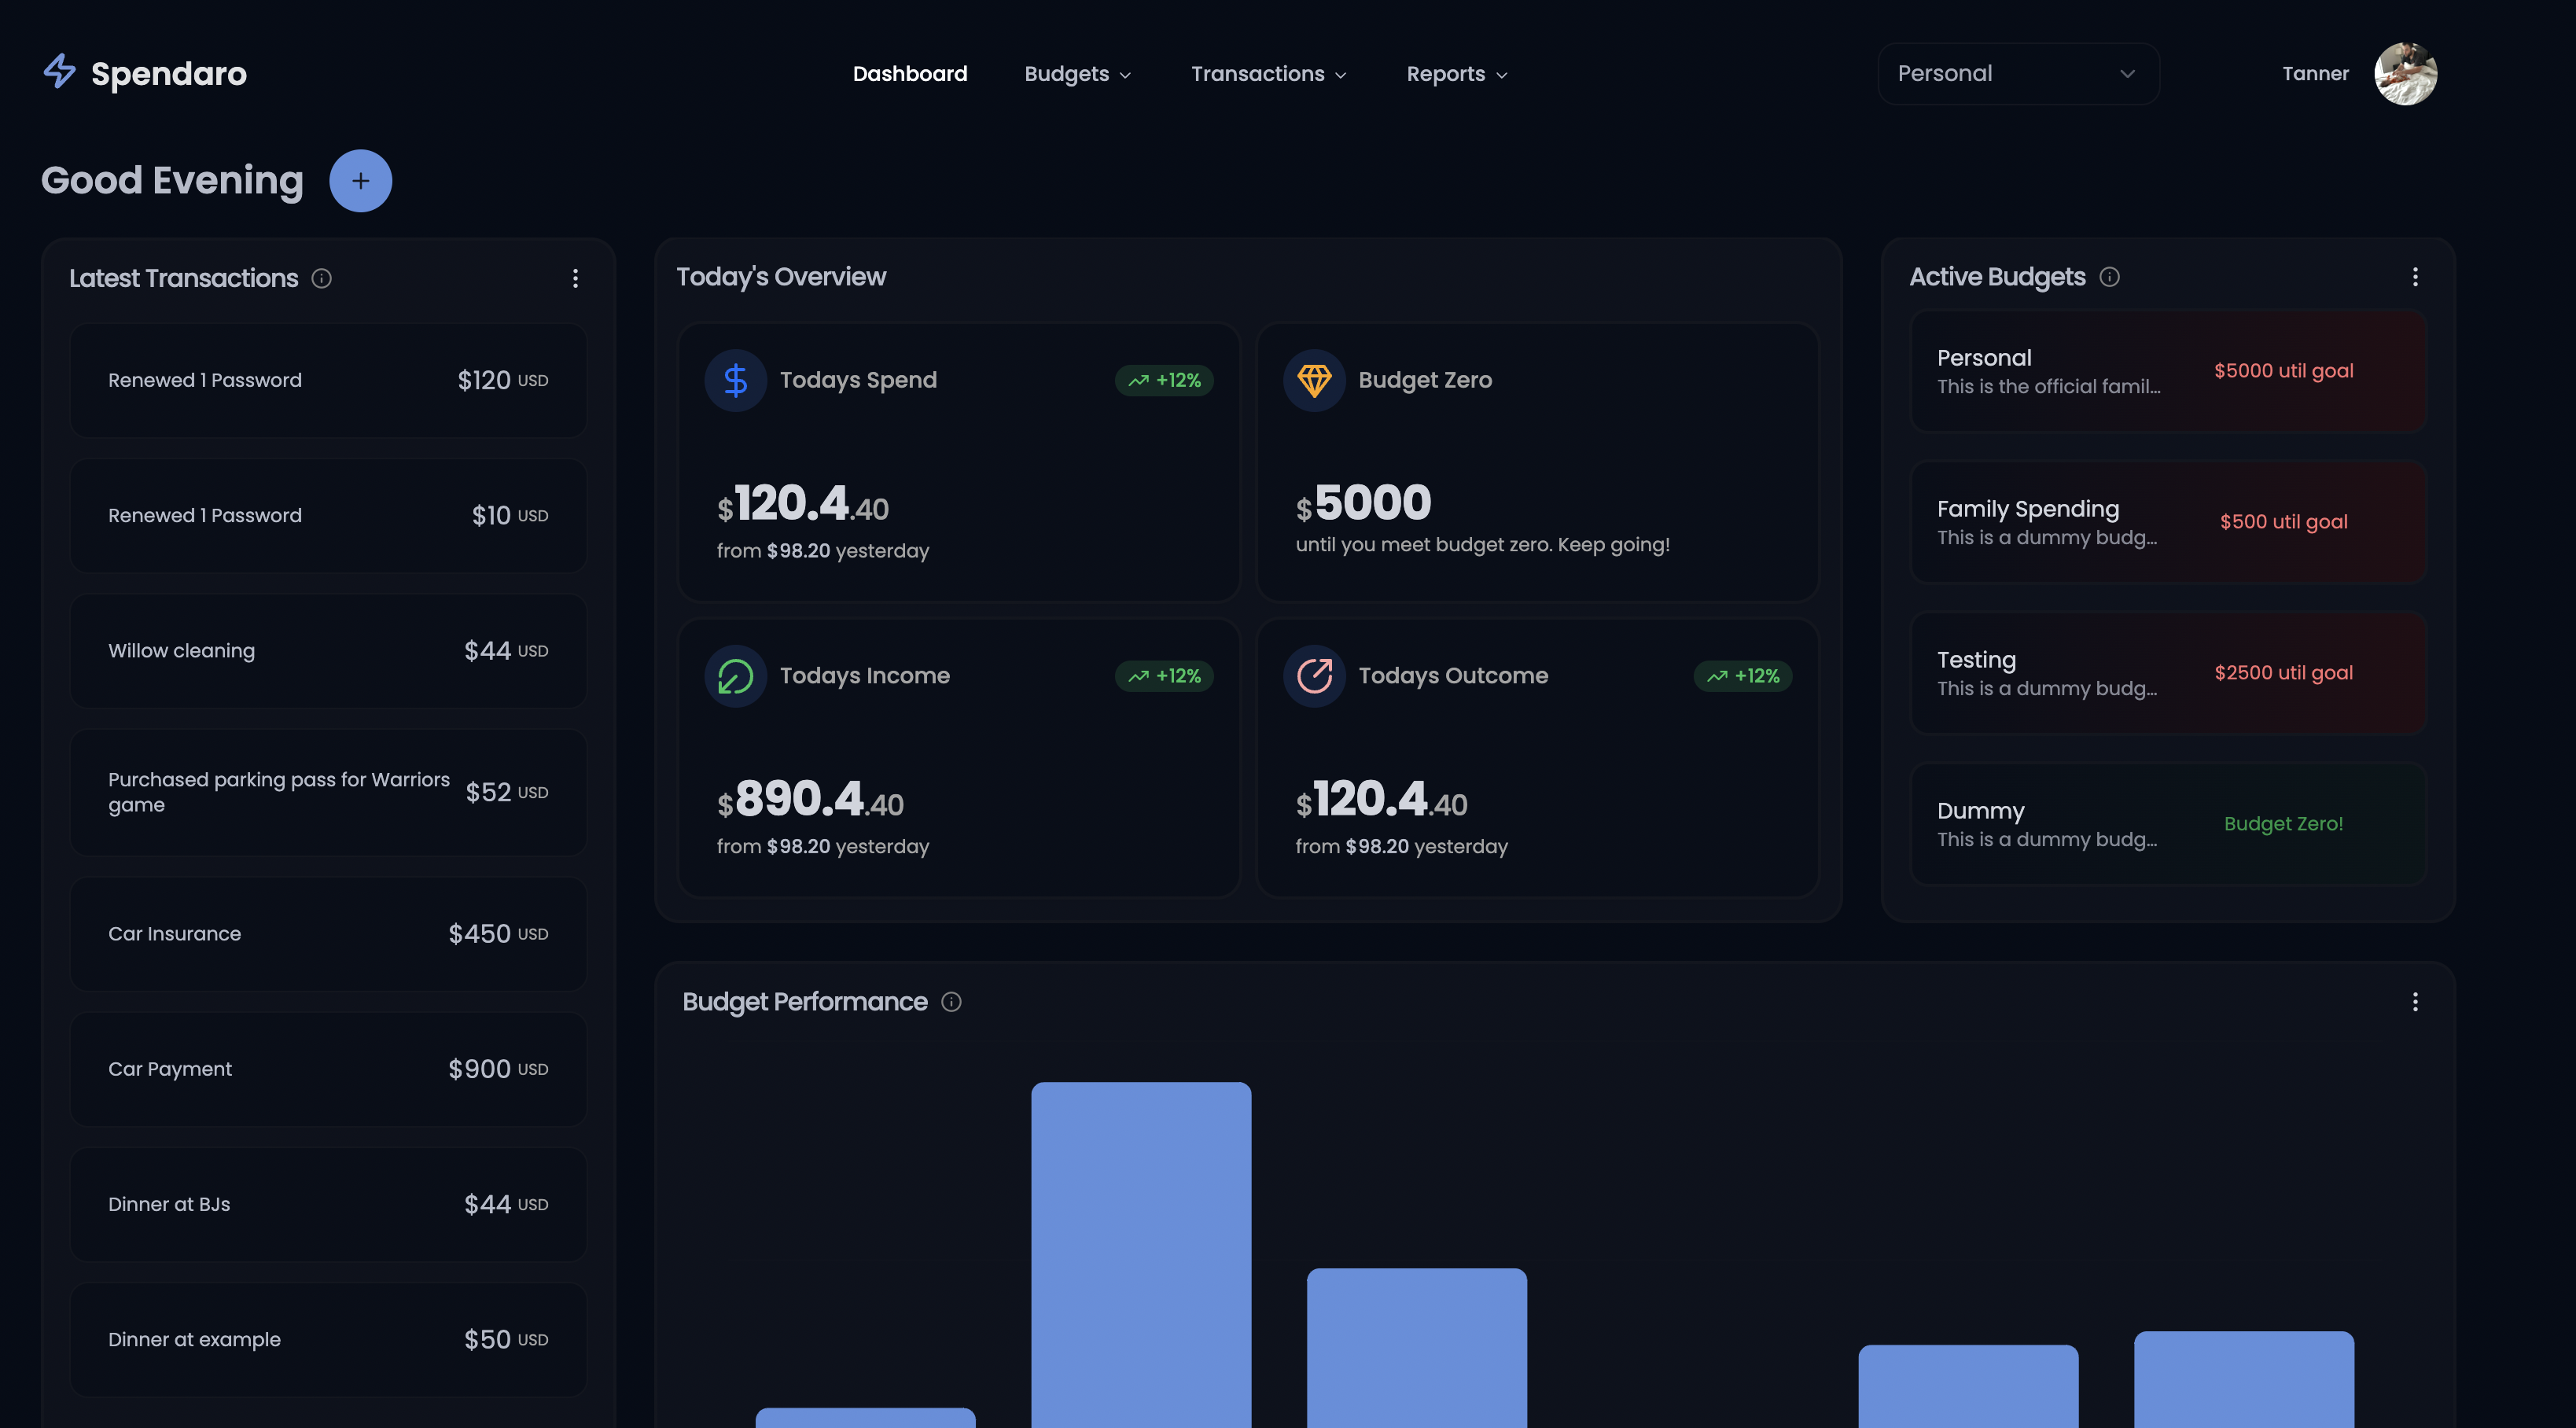 Spendaro
Dashboard
Budgets
Transactions
Reports
Personal
Tanner
Good Evening
Latest Transactions
Renewed 1 Password
$120 USD
Renewed 1 Password
$10 USD
Willow cleaning
$44 USD
Purchased parking pass for Warriors
game
$52 USD
Car Insurance
$450 USD
Car Payment
$900 USD
Dinner at BJs
$44 USD
Dinner at example
$50 USD
Today's Overview
Todays Spend
+12%
$120.4.40
from $98.20 yesterday
Budget Zero
$5000
until you meet budget zero. Keep going!
Todays Income
+12%
$890.4.40
from $98.20 yesterday
Todays Outcome
+12%
$120.4.40
from $98.20 yesterday
Active Budgets
Personal
This is the official famil...
$5000 util goal
Family Spending
This is a dummy budg...
$500 util goal
Testing
This is a dummy budg...
$2500 util goal
Dummy
This is a dummy budg...
Budget Zero!
Budget Performance